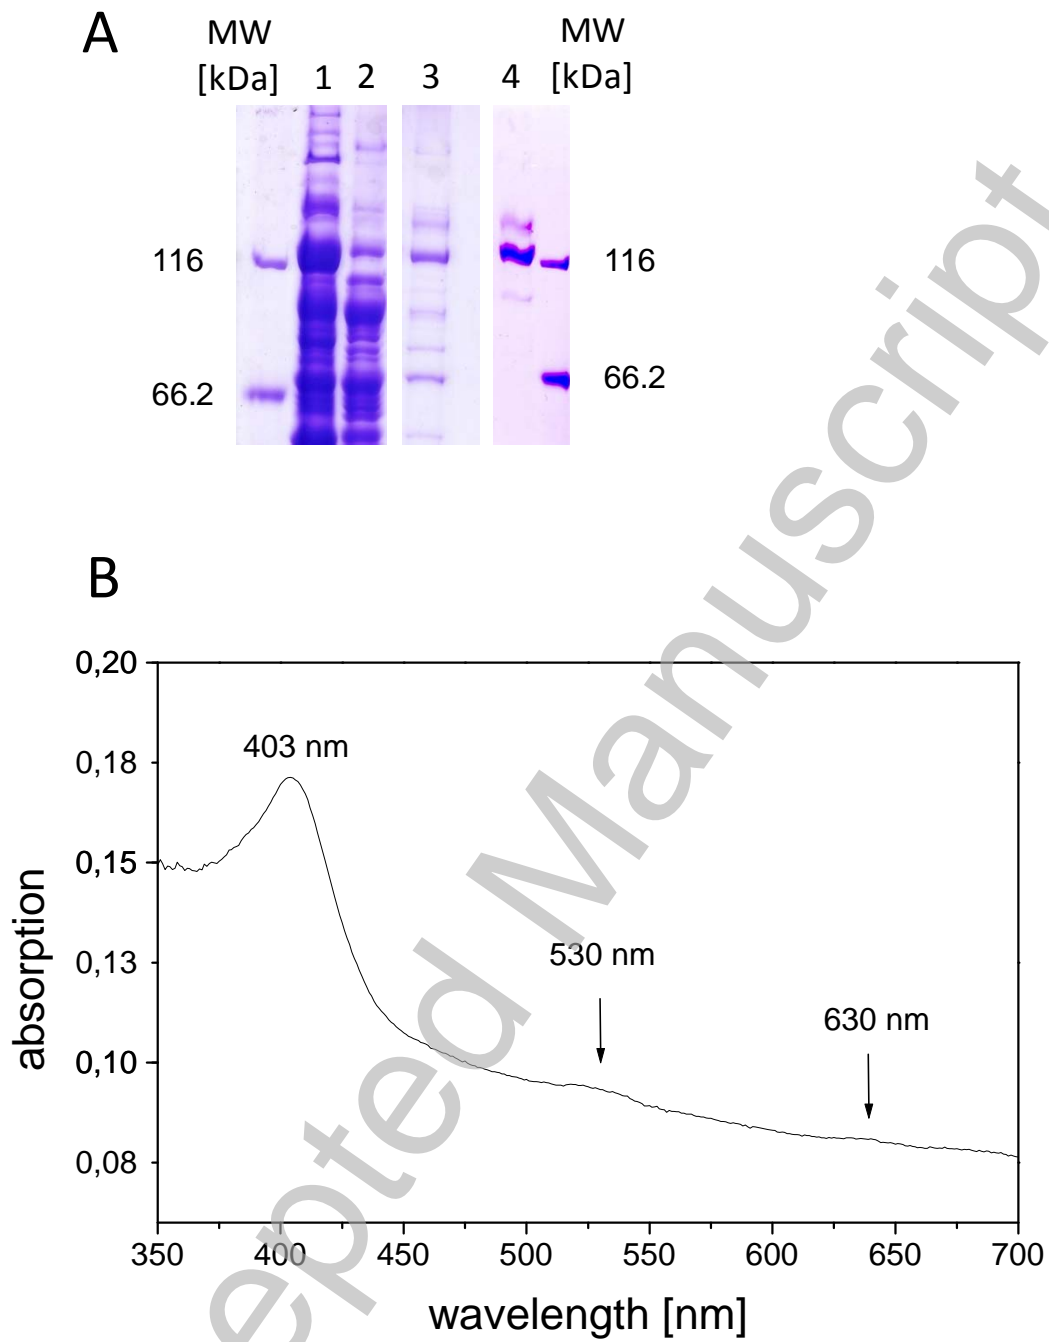 A
MW
[kDa] 1 2 3 4
MW
[kDa]
116
116
66.2
66.2
B
0,20
0,18
0,15
0,13
0,10
0,08
350 400 450 500 550 600 650 700
403 nm
530 nm
630 nm
absorption
wavelength [nm]
epted Manuscript